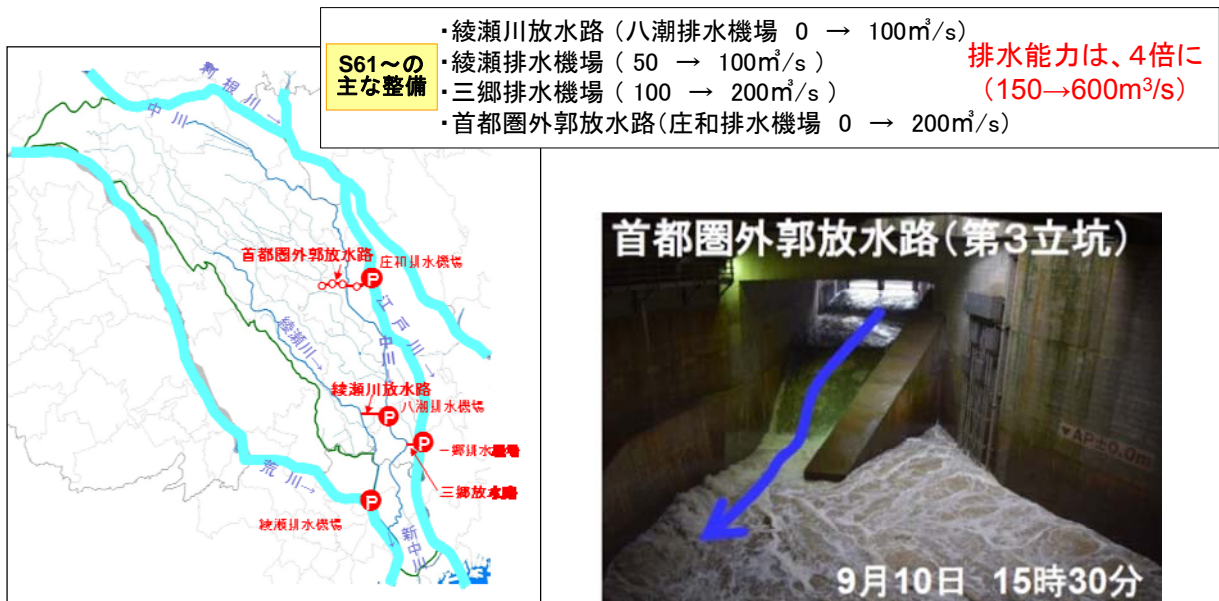 S61～の
主な整備
・綾瀬川放水路（八潮排水機場 0 → 100㎥/s）
・綾瀬排水機場（ 50 → 100㎥/s ）
・三郷排水機場（ 100 → 200㎥/s ）
・首都圏外郭放水路（庄和排水機場 0 → 200㎥/s）
排水能力は、4倍に
（150→600m³/s）
利根川→
中川
首都圏外郭放水路
庄和排水機場
P
江戸川→
中川
綾瀬川→
綾瀬川放水路
八潮排水機場
P
P
三郷放水路
荒川→
P
綾瀬排水機場
新中川
首都圏外郭放水路（第３立坑）
▼AP±0.0m
9月10日 15時30分